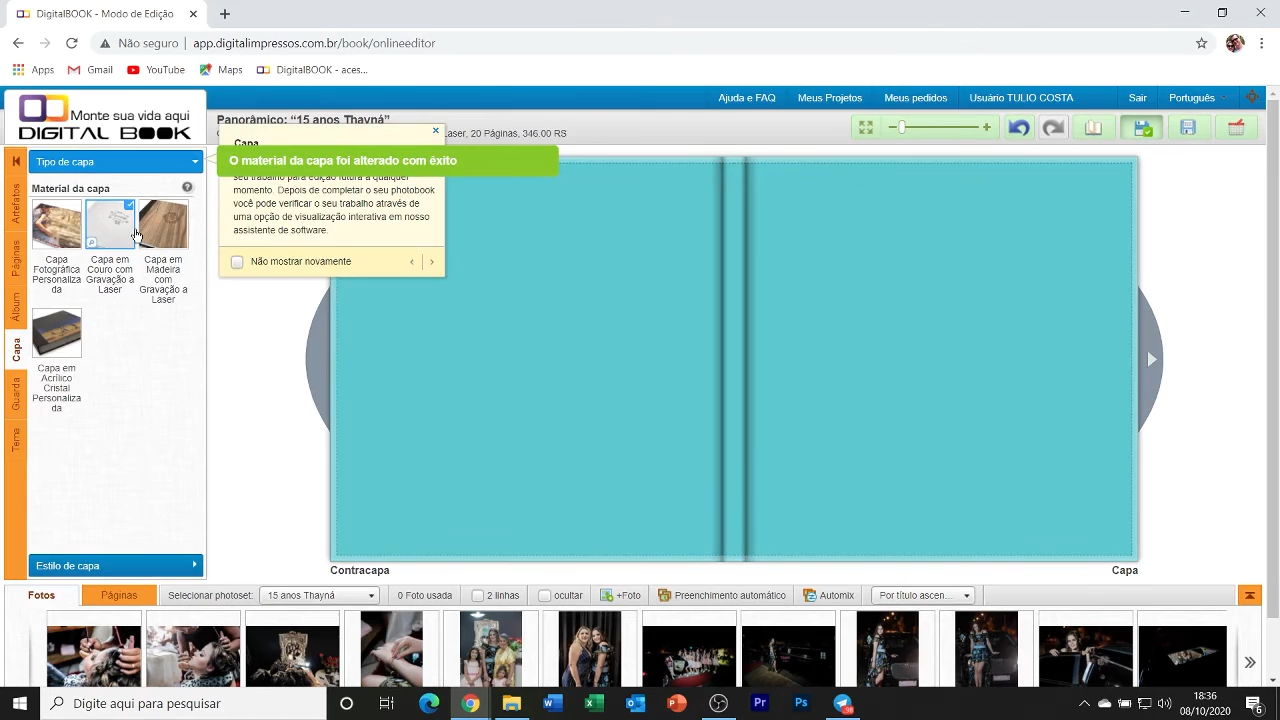 DigitalBOOK - Modo de Edição
Não seguro
app.digitalimpressos.com.br/book/onlineeditor
Apps
Gmail
YouTube
Maps
DigitalBOOK - aces...
Monte sua vida aqui
DIGITAL BOOK
Ajuda e FAQ
Meus Projetos
Meus pedidos
Usuário TULIO COSTA
Sair
Português
Panorâmico: “15 anos Thayná”
Laser, 20 Páginas, 346.00 RS
Capa
O material da capa foi alterado com êxito
seu trabalho para edição futura a qualquer
momento. Depois de completar o seu photobook
você pode verificar o seu trabalho através de
uma opção de visualização interativa em nosso
assistente de software.
Não mostrar novamente
Artefatos
Páginas
Álbum
Capa
Guarda
Tema
Tipo de capa
Material da capa
Capa
Fotográfica
Personaliza
da
Capa em
Couro com
Gravação a
Laser
Capa em
Madeira
com
Gravação a
Laser
Capa em
Acrílico
Cristal
Personaliza
da
Estilo de capa
Contracapa
Capa
Fotos
Páginas
Selecionar photoset:
15 anos Thayná
0 Foto usada
2 linhas
ocultar
+Foto
Preenchimento automático
Automix
Por título ascen...
Digite aqui para pesquisar
98
18:36
08/10/2020
6